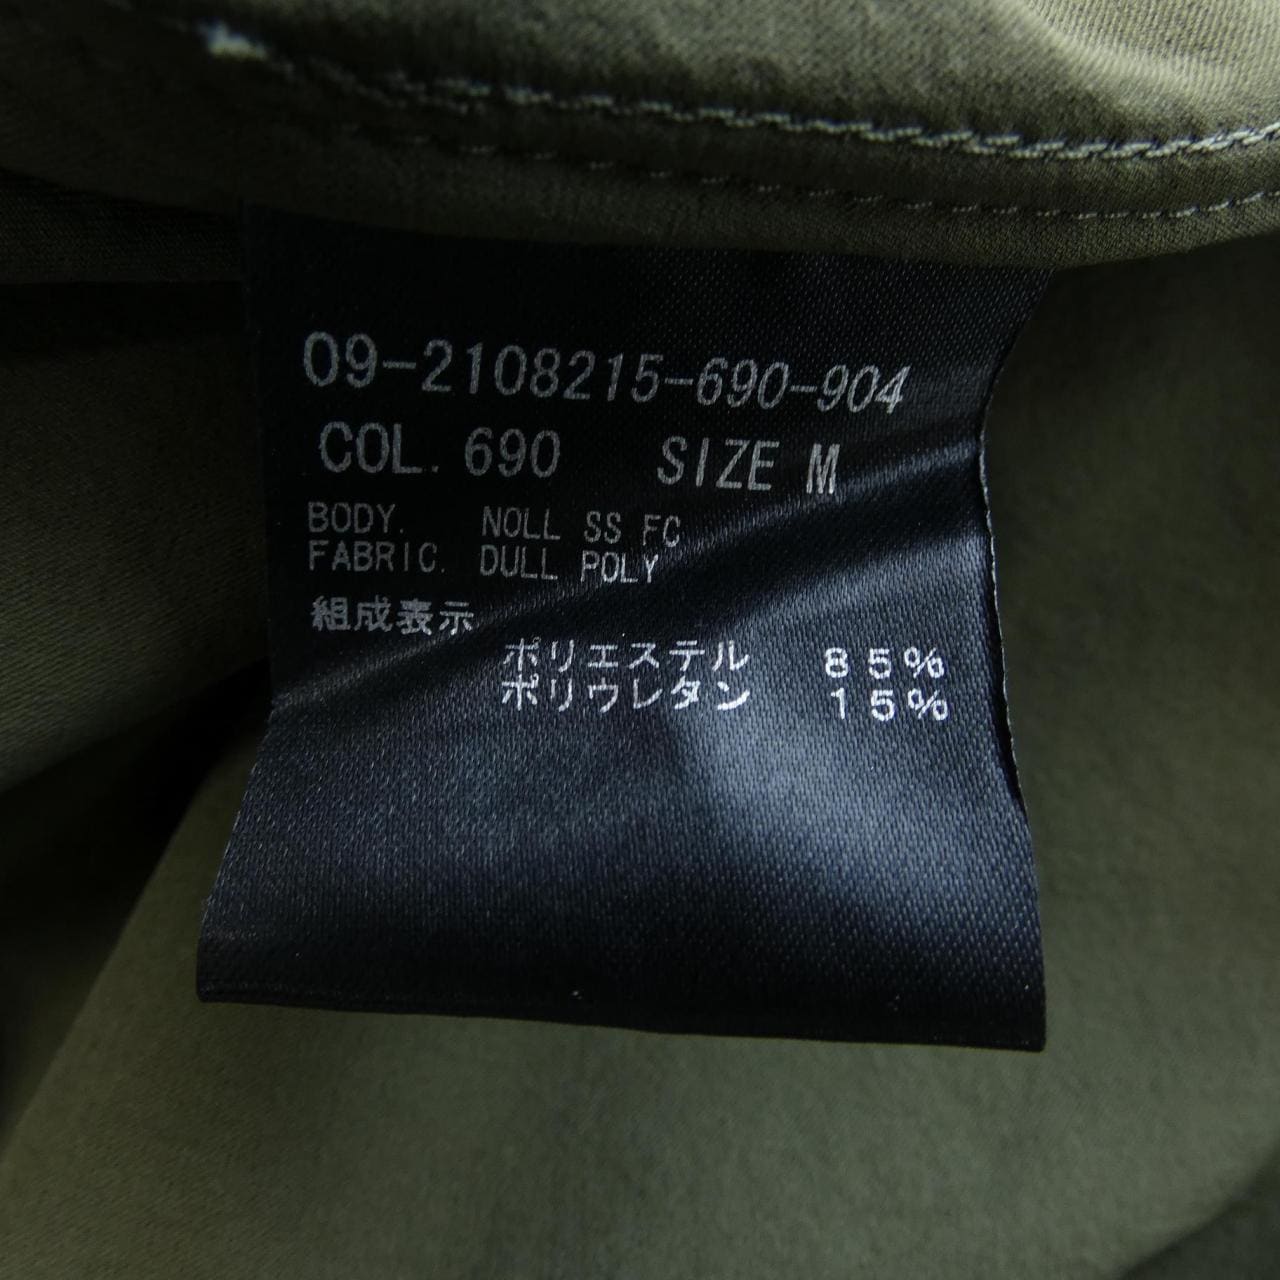 09-2108215-690-904
COL. 690 SIZE M
BODY. NOLL SS FC
FABRIC. DULL POLY
組成表示
ポリエステル 85%
ポリウレタン 15%